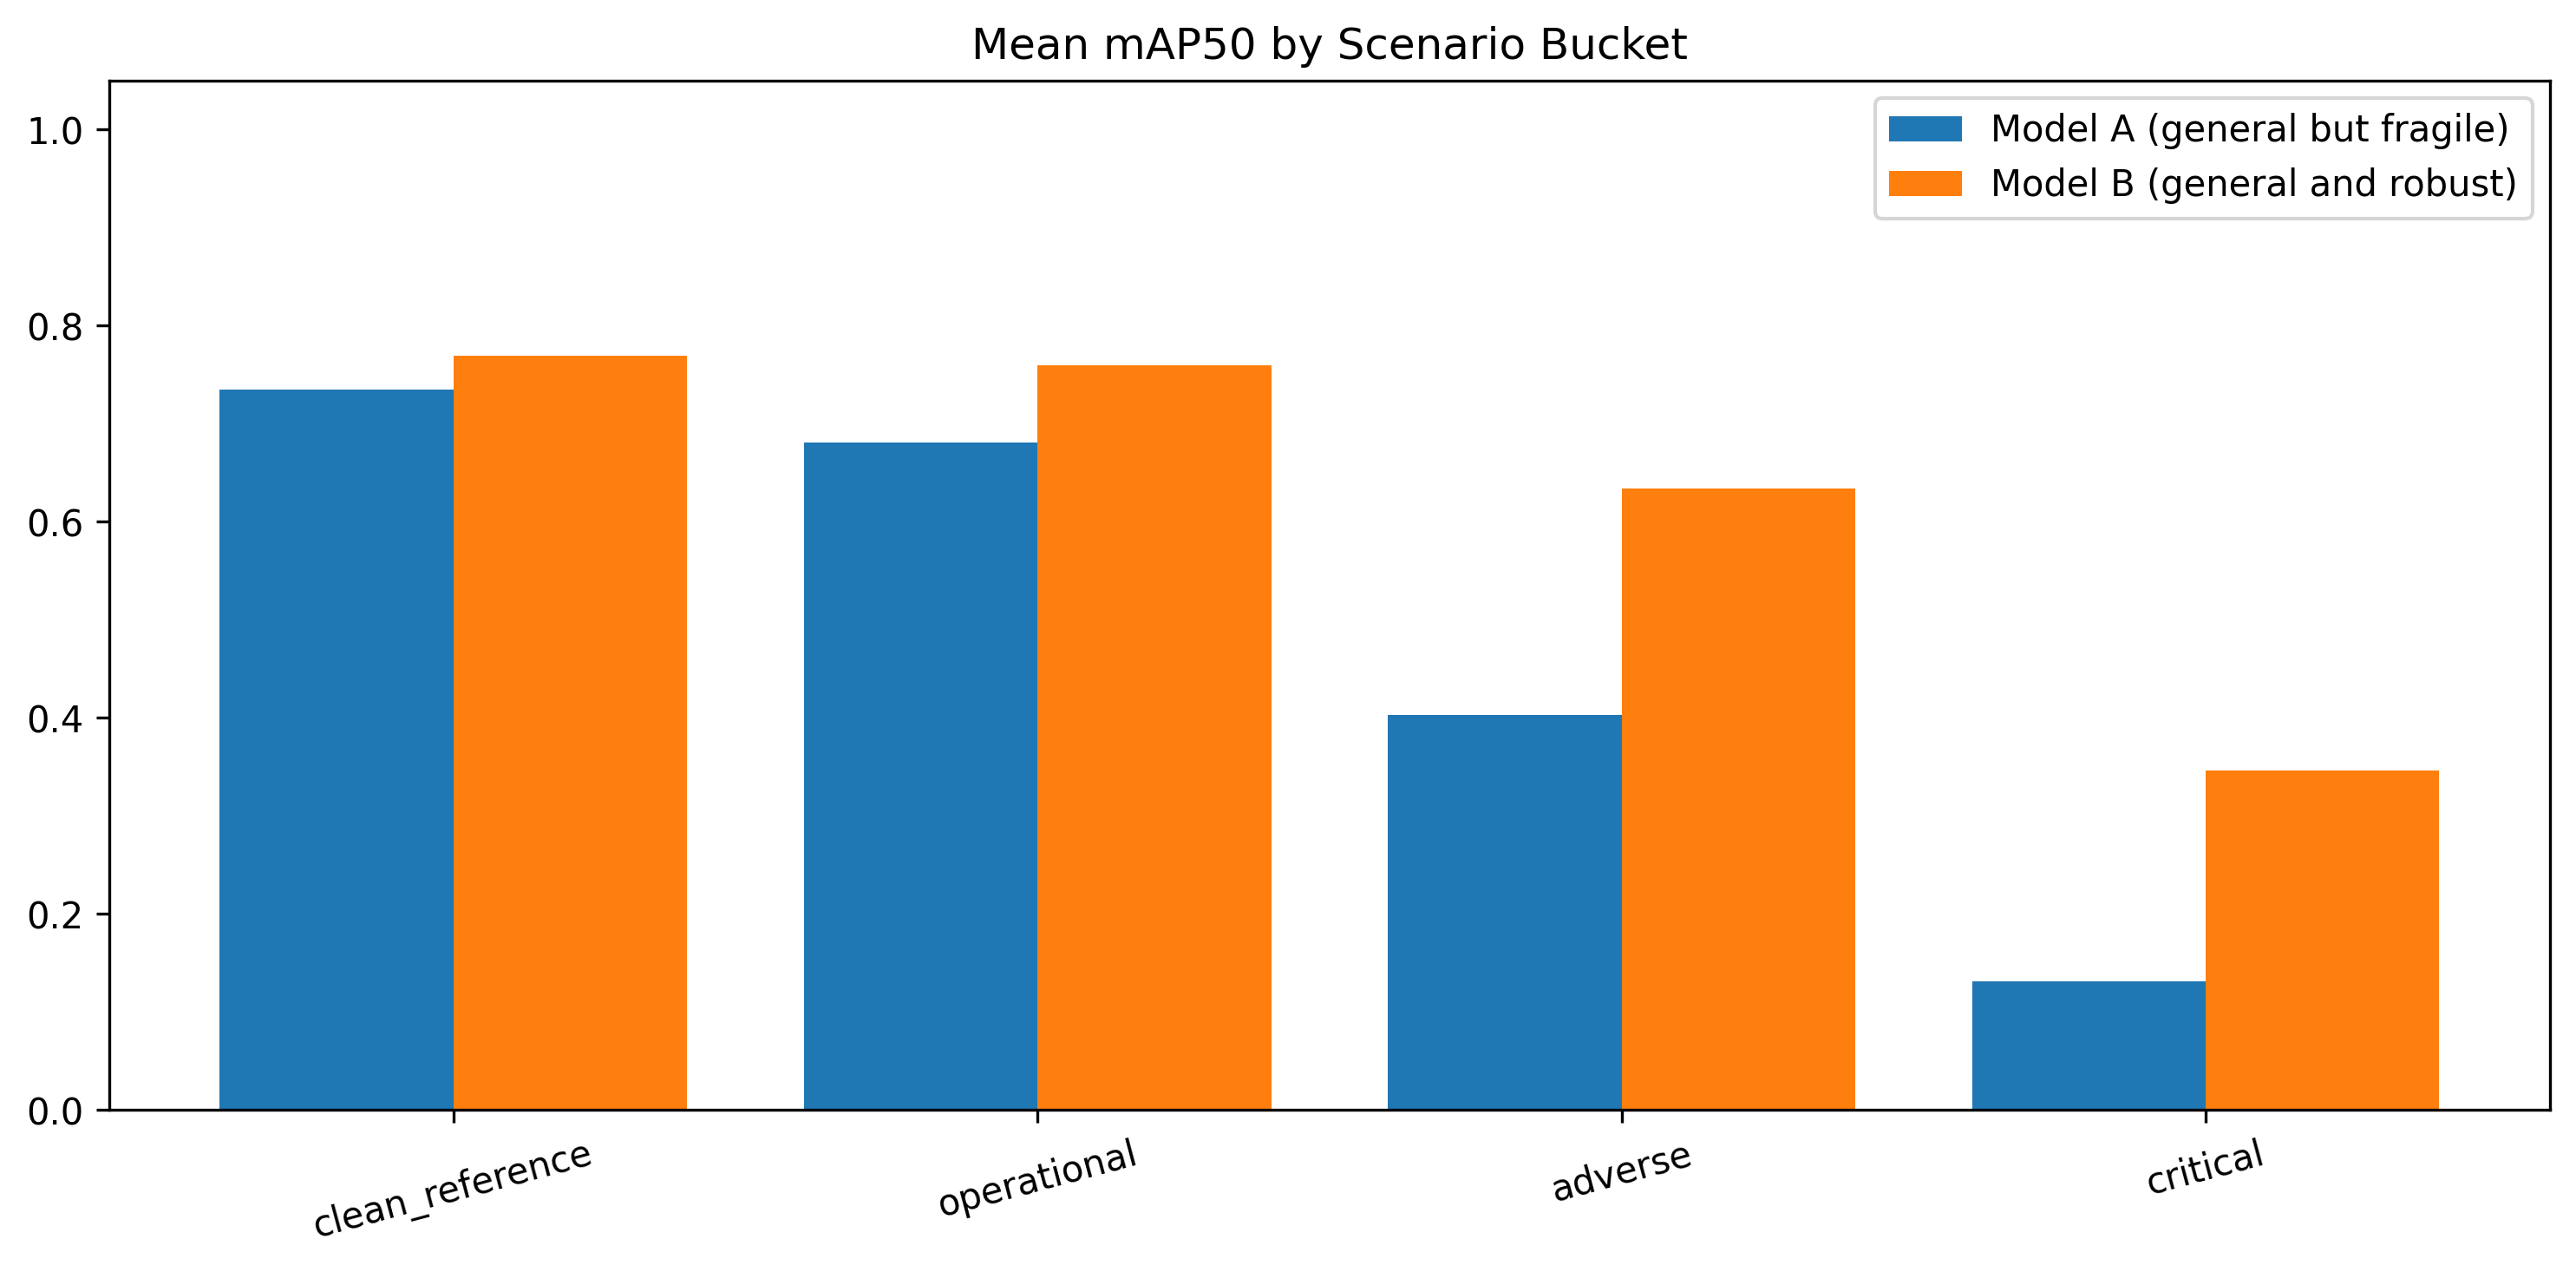 Mean mAP50 by Scenario Bucket
Model A (general but fragile)
Model B (general and robust)
1.0
0.8
0.6
0.4
0.2
0.0
clean_reference
operational
adverse
critical